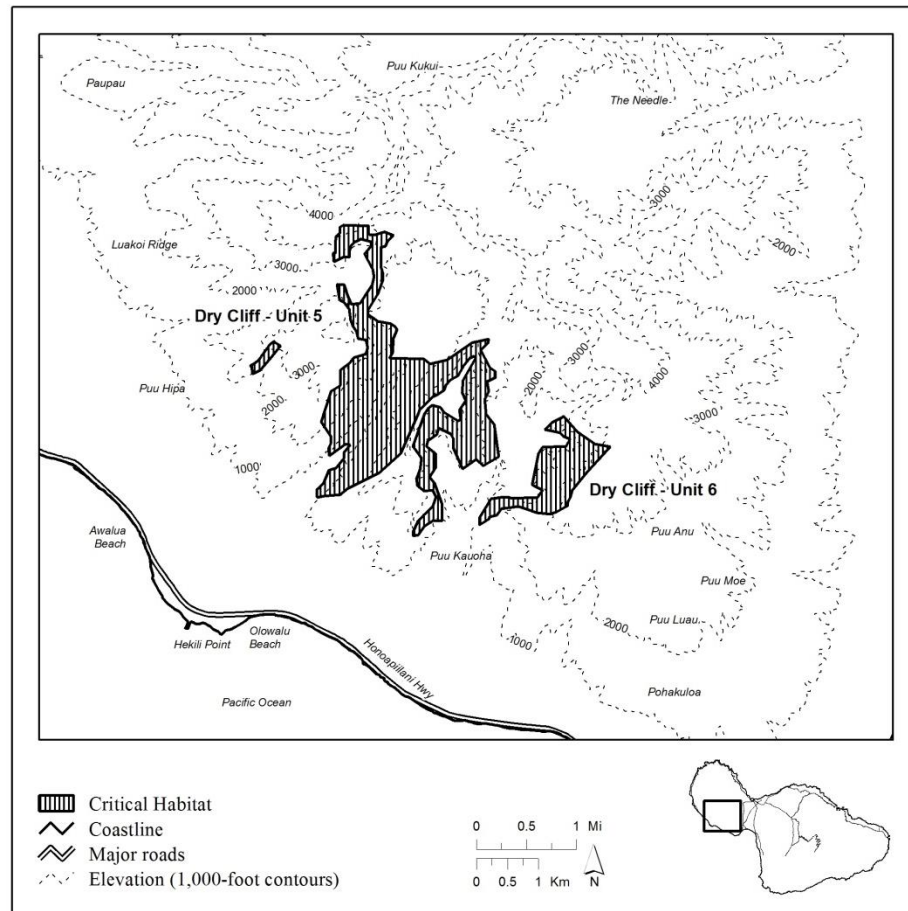 Puu Kukui
Paupau
The Needle
3000
4000
2000
Luakoi Ridge
3000
2000
Dry Cliff - Unit 5
3000
3000
2000
4000
Puu Hipa
2000
3000
1000
Dry Cliff - Unit 6
Awalua
Beach
Puu Anu
Puu Kauoha
Puu Moe
Puu Luau
2000
1000
Hekili Point
Olowalu
Beach
Honoapiilani Hwy
Pohakuloa
Pacific Ocean
Critical Habitat
Coastline
Major roads
Elevation (1,000-foot contours)
0 0.5 1 Mi
0 0.5 1 Km
N